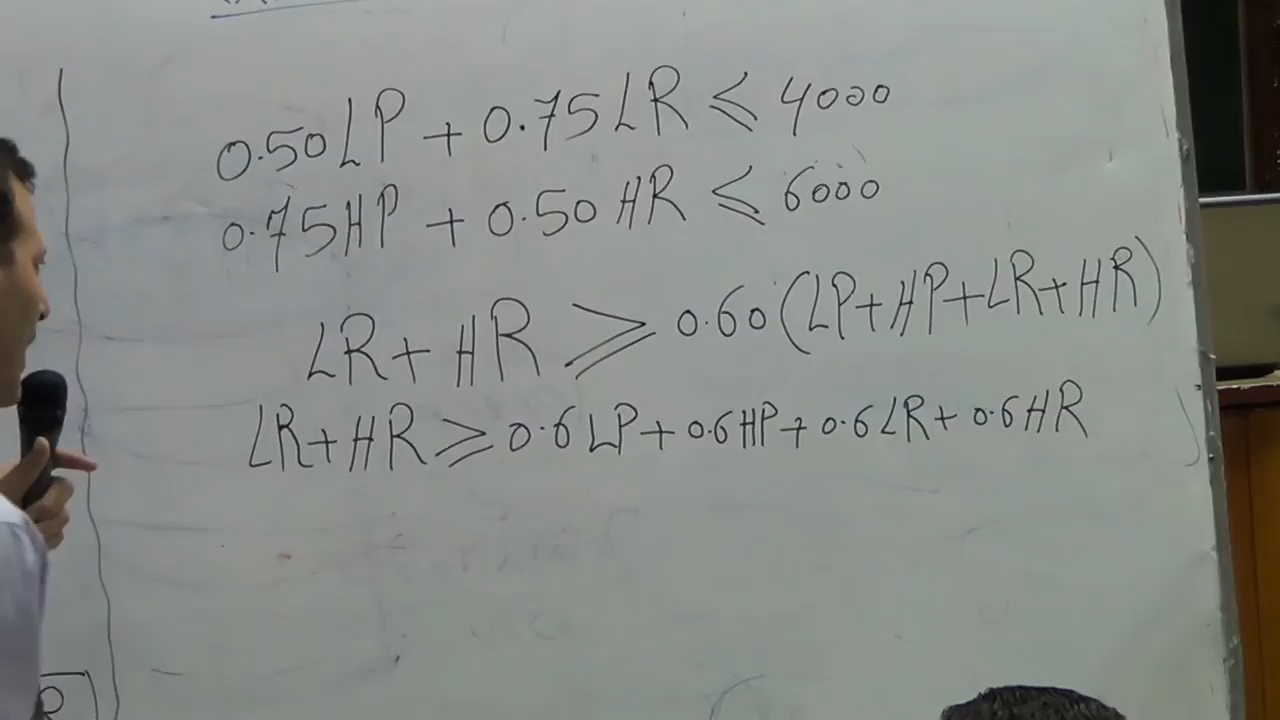 0.50LP + 0.75LR ≤ 4000
0.75HP + 0.50HR ≤ 6000
LR + HR ≥ 0.60(LP+HP+LR+HR)
LR+HR ≥ 0.6LP + 0.6HP + 0.6LR + 0.6HR
R